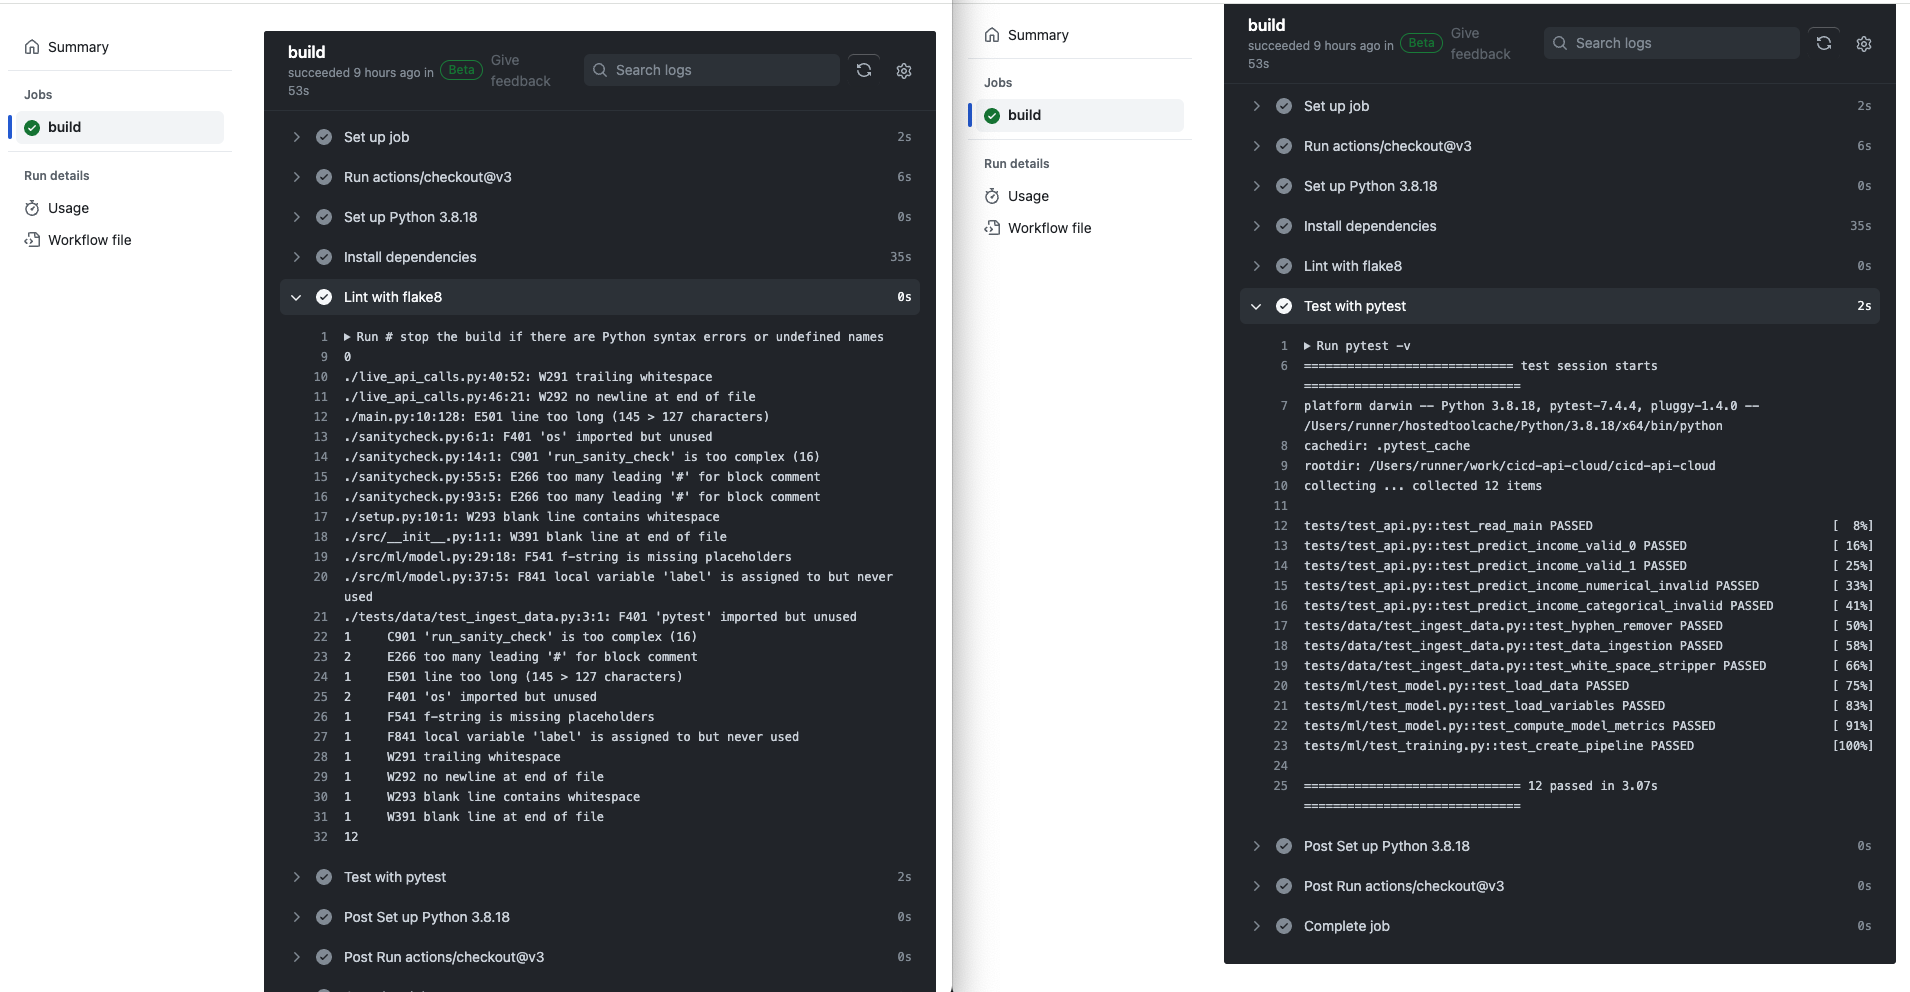 Summary
Jobs
build
Run details
Usage
Workflow file
build
succeeded 9 hours ago in 53s
Beta
Give feedback
Search logs
Set up job 2s
Run actions/checkout@v3 6s
Set up Python 3.8.18 0s
Install dependencies 35s
Lint with flake8 0s
1 ▶ Run # stop the build if there are Python syntax errors or undefined names
9 0
10 ./live_api_calls.py:40:52: W291 trailing whitespace
11 ./live_api_calls.py:46:21: W292 no newline at end of file
12 ./main.py:10:128: E501 line too long (145 > 127 characters)
13 ./sanitycheck.py:6:1: F401 'os' imported but unused
14 ./sanitycheck.py:14:1: C901 'run_sanity_check' is too complex (16)
15 ./sanitycheck.py:55:5: E266 too many leading '#' for block comment
16 ./sanitycheck.py:93:5: E266 too many leading '#' for block comment
17 ./setup.py:10:1: W293 blank line contains whitespace
18 ./src/__init__.py:1:1: W391 blank line at end of file
19 ./src/ml/model.py:29:18: F541 f-string is missing placeholders
20 ./src/ml/model.py:37:5: F841 local variable 'label' is assigned to but never
used
21 ./tests/data/test_ingest_data.py:3:1: F401 'pytest' imported but unused
22 1 C901 'run_sanity_check' is too complex (16)
23 2 E266 too many leading '#' for block comment
24 1 E501 line too long (145 > 127 characters)
25 2 F401 'os' imported but unused
26 1 F541 f-string is missing placeholders
27 1 F841 local variable 'label' is assigned to but never used
28 1 W291 trailing whitespace
29 1 W292 no newline at end of file
30 1 W293 blank line contains whitespace
31 1 W391 blank line at end of file
32 12
Test with pytest 2s
Post Set up Python 3.8.18 0s
Post Run actions/checkout@v3 0s
Summary
Jobs
build
Run details
Usage
Workflow file
build
succeeded 9 hours ago in 53s
Beta
Give feedback
Search logs
Set up job 2s
Run actions/checkout@v3 6s
Set up Python 3.8.18 0s
Install dependencies 35s
Lint with flake8 0s
Test with pytest 2s
1 ▶ Run pytest -v
6 ============================= test session starts
==============================
7 platform darwin -- Python 3.8.18, pytest-7.4.4, pluggy-1.4.0 --
/Users/runner/hostedtoolcache/Python/3.8.18/x64/bin/python
8 cachedir: .pytest_cache
9 rootdir: /Users/runner/work/cicd-api-cloud/cicd-api-cloud
10 collecting ... collected 12 items
11
12 tests/test_api.py::test_read_main PASSED [ 8%]
13 tests/test_api.py::test_predict_income_valid_0 PASSED [ 16%]
14 tests/test_api.py::test_predict_income_valid_1 PASSED [ 25%]
15 tests/test_api.py::test_predict_income_numerical_invalid PASSED [ 33%]
16 tests/test_api.py::test_predict_income_categorical_invalid PASSED [ 41%]
17 tests/data/test_ingest_data.py::test_hyphen_remover PASSED [ 50%]
18 tests/data/test_ingest_data.py::test_data_ingestion PASSED [ 58%]
19 tests/data/test_ingest_data.py::test_white_space_stripper PASSED [ 66%]
20 tests/ml/test_model.py::test_load_data PASSED [ 75%]
21 tests/ml/test_model.py::test_load_variables PASSED [ 83%]
22 tests/ml/test_model.py::test_compute_model_metrics PASSED [ 91%]
23 tests/ml/test_training.py::test_create_pipeline PASSED [100%]
24
25 ============================== 12 passed in 3.07s
==============================
Post Set up Python 3.8.18 0s
Post Run actions/checkout@v3 0s
Complete job 0s